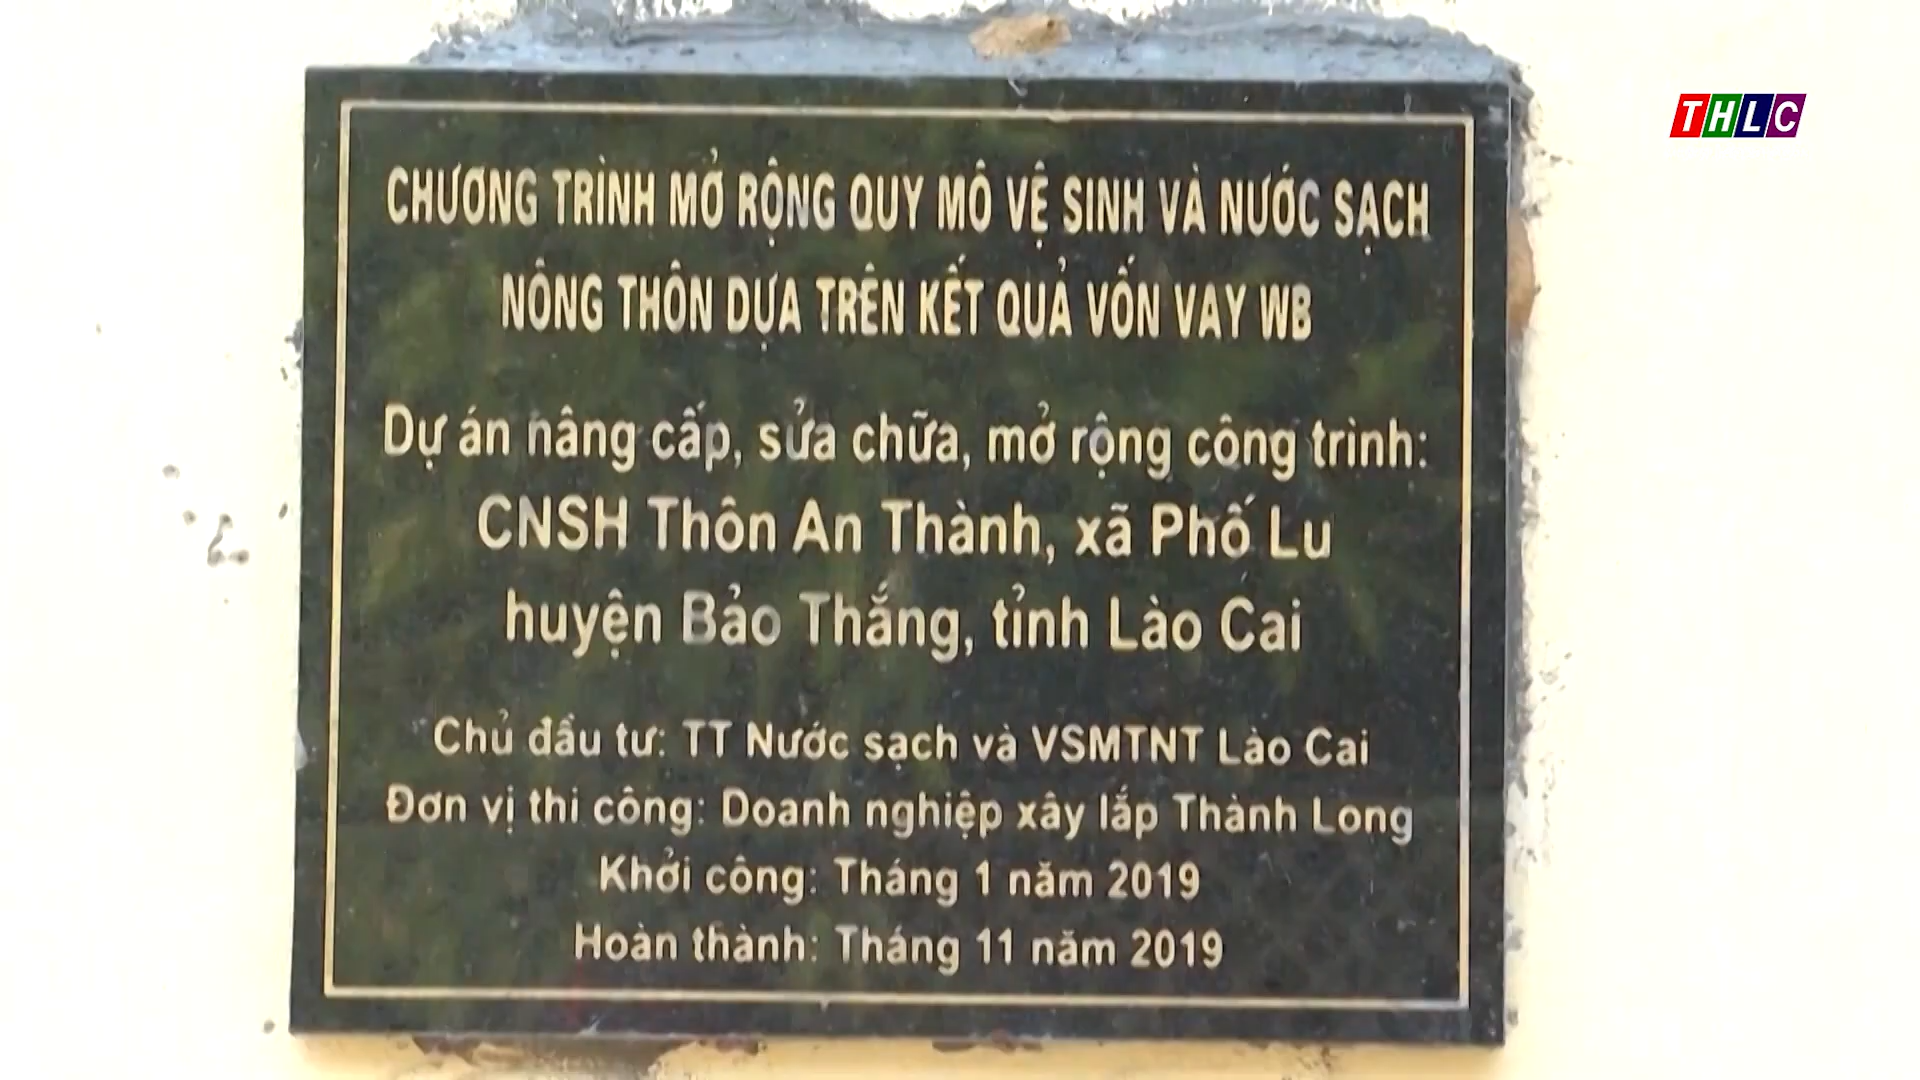 THLC
CHƯƠNG TRÌNH MỞ RỘNG QUY MÔ VỆ SINH VÀ NƯỚC SẠCH
NÔNG THÔN DỰA TRÊN KẾT QUẢ VỐN VAY WB
Dự án nâng cấp, sửa chữa, mở rộng công trình:
CNSH Thôn An Thành, xã Phố Lu
huyện Bảo Thắng, tỉnh Lào Cai
Chủ đầu tư: TT Nước sạch và VSMTNT Lào Cai
Đơn vị thi công: Doanh nghiệp xây lắp Thành Long
Khởi công: Tháng 1 năm 2019
Hoàn thành: Tháng 11 năm 2019